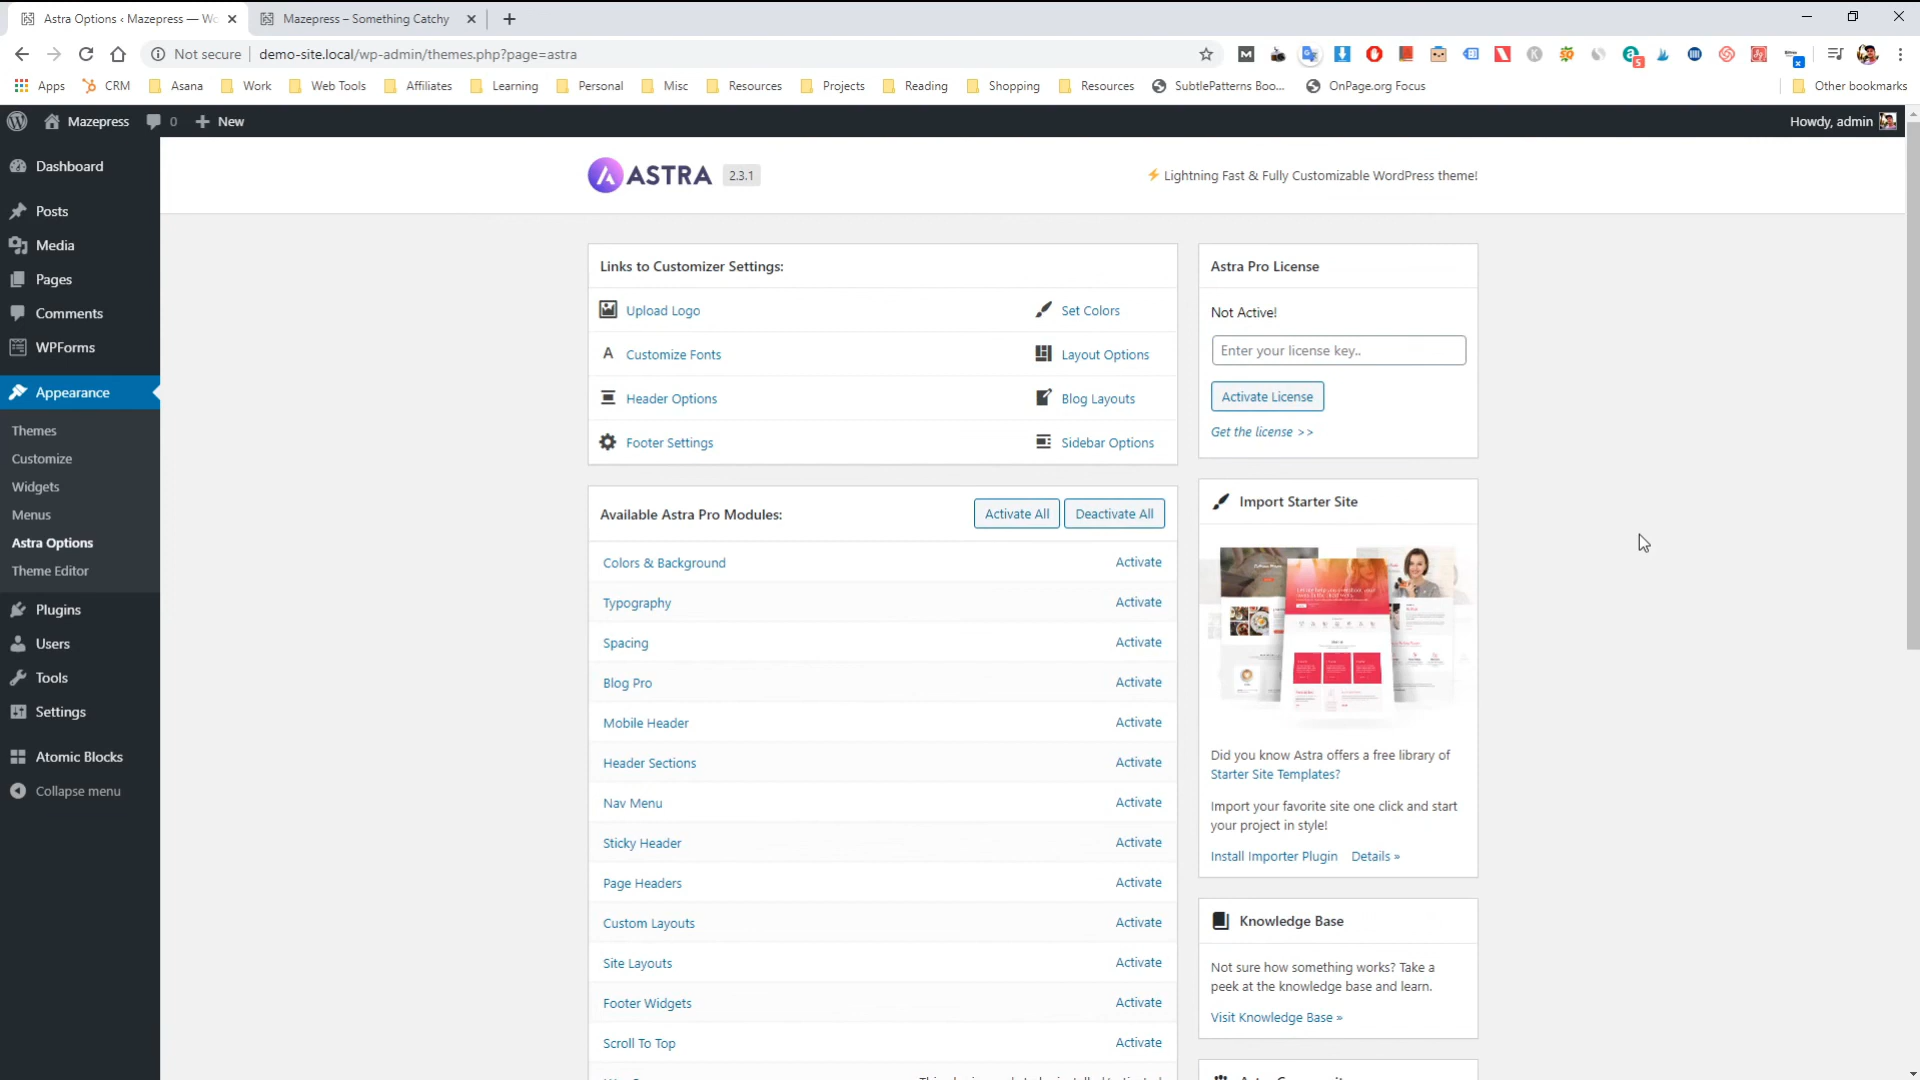 Astra Options ‹ Mazepress — Wo
Mazepress – Something Catchy
Not secure
demo-site.local/wp-admin/themes.php?page=astra
Apps
CRM
Asana
Work
Web Tools
Affiliates
Learning
Personal
Misc
Resources
Projects
Reading
Shopping
Resources
SubtlePatterns Boo...
OnPage.org Focus
Other bookmarks
Mazepress
0
New
Howdy, admin
Dashboard
Posts
Media
Pages
Comments
WPForms
Appearance
Themes
Customize
Widgets
Menus
Astra Options
Theme Editor
Plugins
Users
Tools
Settings
Atomic Blocks
Collapse menu
ASTRA
2.3.1
Lightning Fast & Fully Customizable WordPress theme!
Links to Customizer Settings:
Upload Logo
Set Colors
Customize Fonts
Layout Options
Header Options
Blog Layouts
Footer Settings
Sidebar Options
Available Astra Pro Modules:
Activate All
Deactivate All
Colors & Background
Activate
Typography
Activate
Spacing
Activate
Blog Pro
Activate
Mobile Header
Activate
Header Sections
Activate
Nav Menu
Activate
Sticky Header
Activate
Page Headers
Activate
Custom Layouts
Activate
Site Layouts
Activate
Footer Widgets
Activate
Scroll To Top
Activate
Astra Pro License
Not Active!
Enter your license key..
Activate License
Get the license >>
Import Starter Site
Did you know Astra offers a free library of
Starter Site Templates?
Import your favorite site one click and start
your project in style!
Install Importer Plugin
Details »
Knowledge Base
Not sure how something works? Take a
peek at the knowledge base and learn.
Visit Knowledge Base »